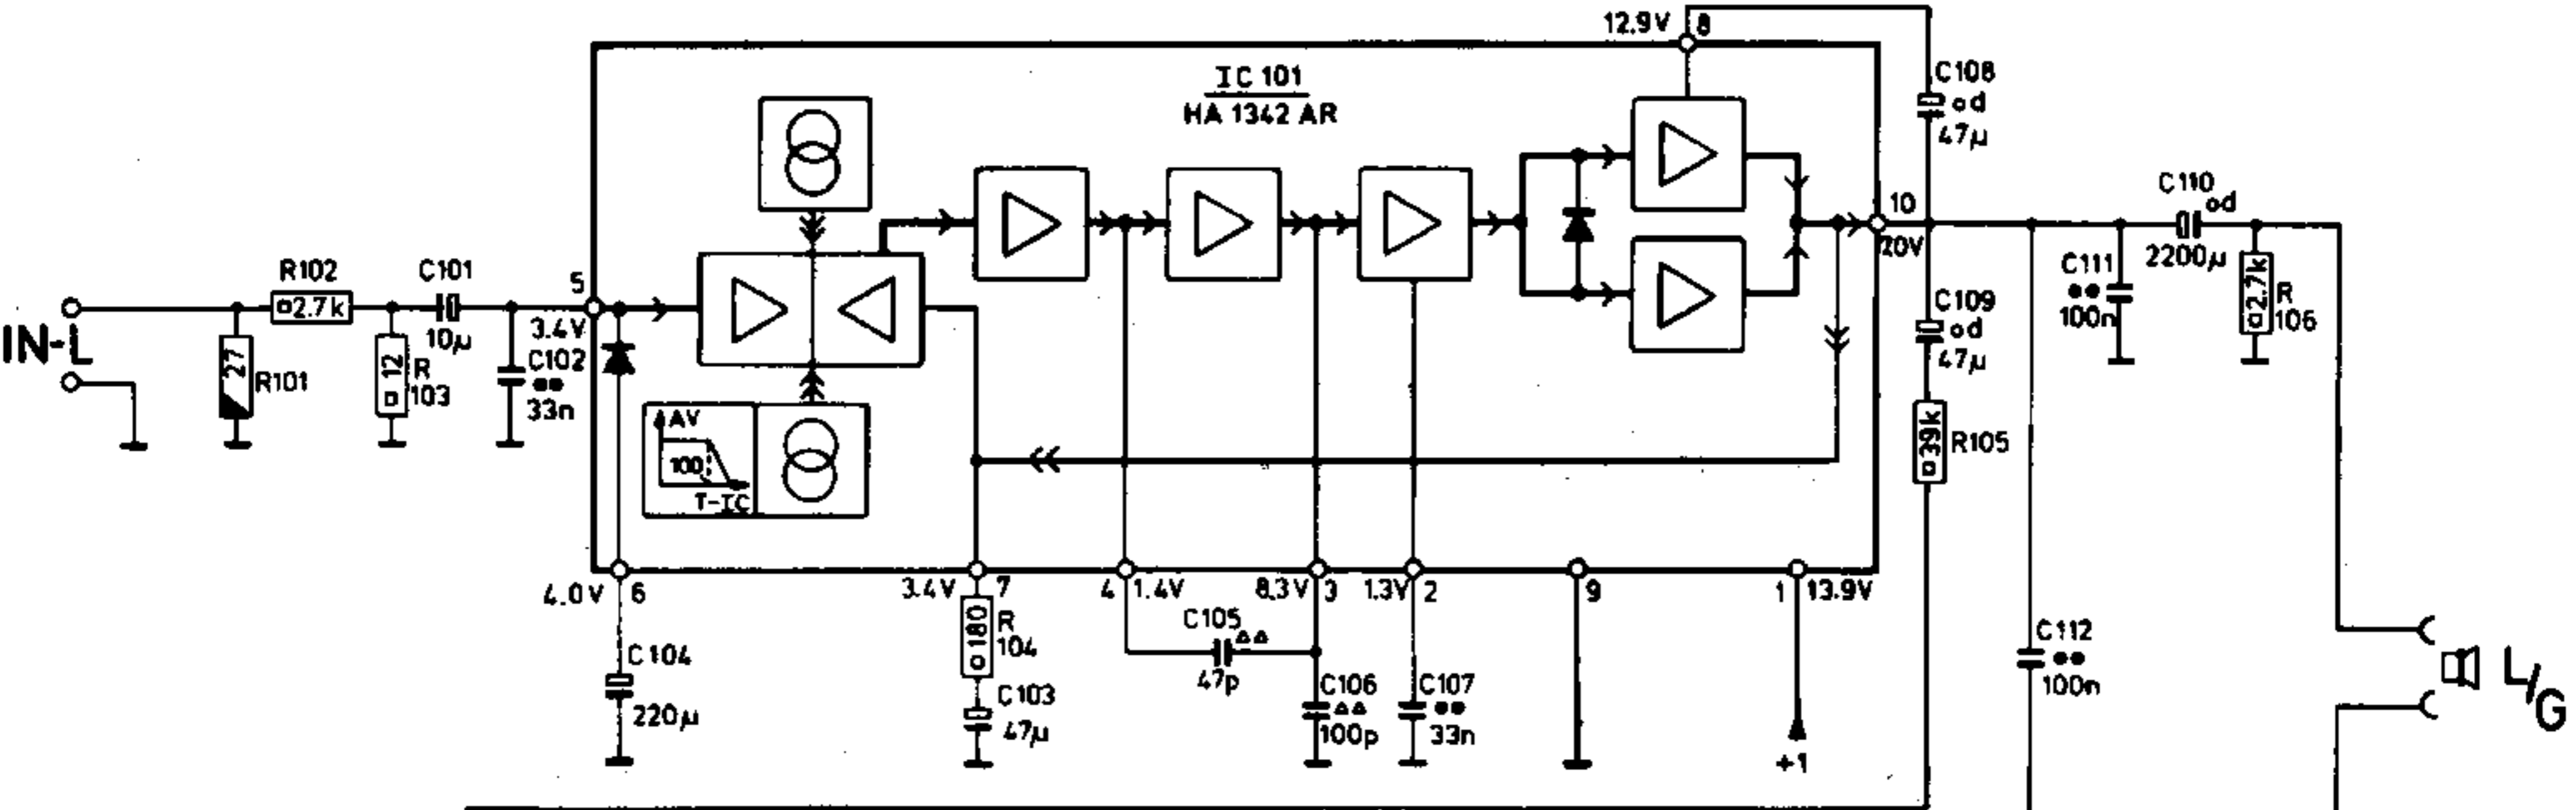 12.9V 8
IC 101
HA 1342 AR
C108
od
47µ
10
20V
C110
od
2200µ
C111
100n
2.7k
R
106
C109
od
47µ
39k
R105
IN-L
R102
2.7k
C101
10µ
5
3.4V
C102
33n
27
R101
12
R
103
AV
100
T-IC
4.0V 6
3.4V 7
4 1.4V
8.3V 3
1.3V 2
9
1 13.9V
180
R
104
C105
47p
C104
220µ
C103
47µ
C106
100p
C107
33n
+1
C112
100n
L/G